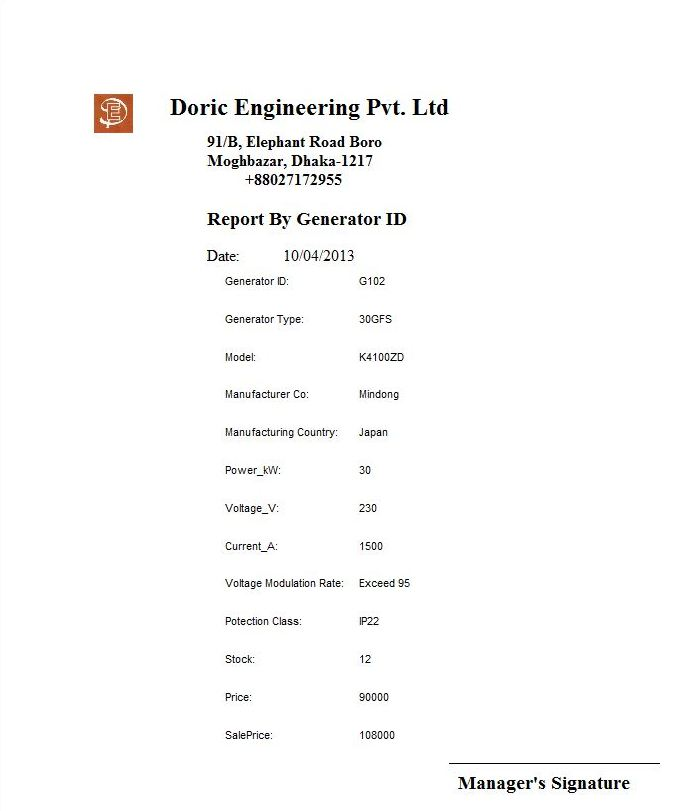 Doric Engineering Pvt. Ltd
91/B, Elephant Road Boro
Moghbazar, Dhaka-1217
+88027172955
Report By Generator ID
Date: 10/04/2013
Generator ID: G102
Generator Type: 30GFS
Model: K4100ZD
Manufacturer Co: Mindong
Manufacturing Country: Japan
Power_kW: 30
Voltage_V: 230
Current_A: 1500
Voltage Modulation Rate: Exceed 95
Potection Class: IP22
Stock: 12
Price: 90000
SalePrice: 108000
Manager's Signature